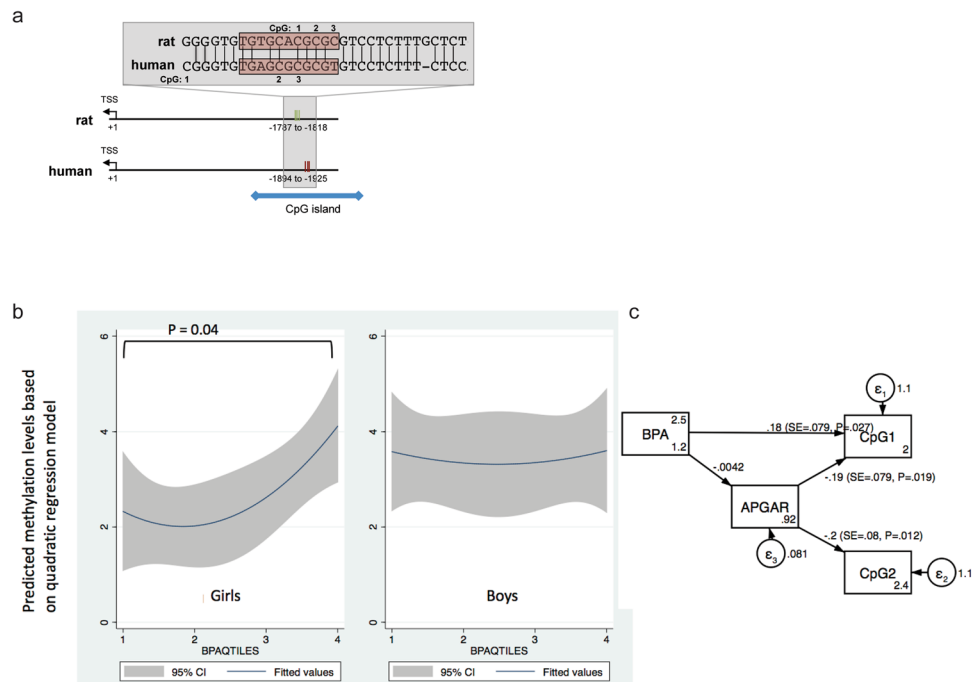 a
CpG: 1 2 3
rat GGGGTGTGTGCACGCGCGTCCTCTTTGCTCT
human CGGGTGTGAGCGCGCGTGTCCTCTTT-CTCC
CpG: 1 2 3
TSS
rat
+1
-1787 to -1818
TSS
human
+1
-1894 to -1925
CpG island
b
Predicted methylation levels based
on quadratic regression model
P = 0.04
6
4
2
0
Girls
1 2 3 4
BPAQTILES
95% CI Fitted values
6
4
2
0
Boys
1 2 3 4
BPAQTILES
95% CI Fitted values
c
ε1 1.1
BPA 2.5 1.2
.18 (SE=.079, P=.027)
CpG1 2
-.0042
-.19 (SE=.079, P=.019)
APGAR .92
-.2 (SE=.08, P=.012)
ε3 .081
CpG2 2.4
ε2 1.1